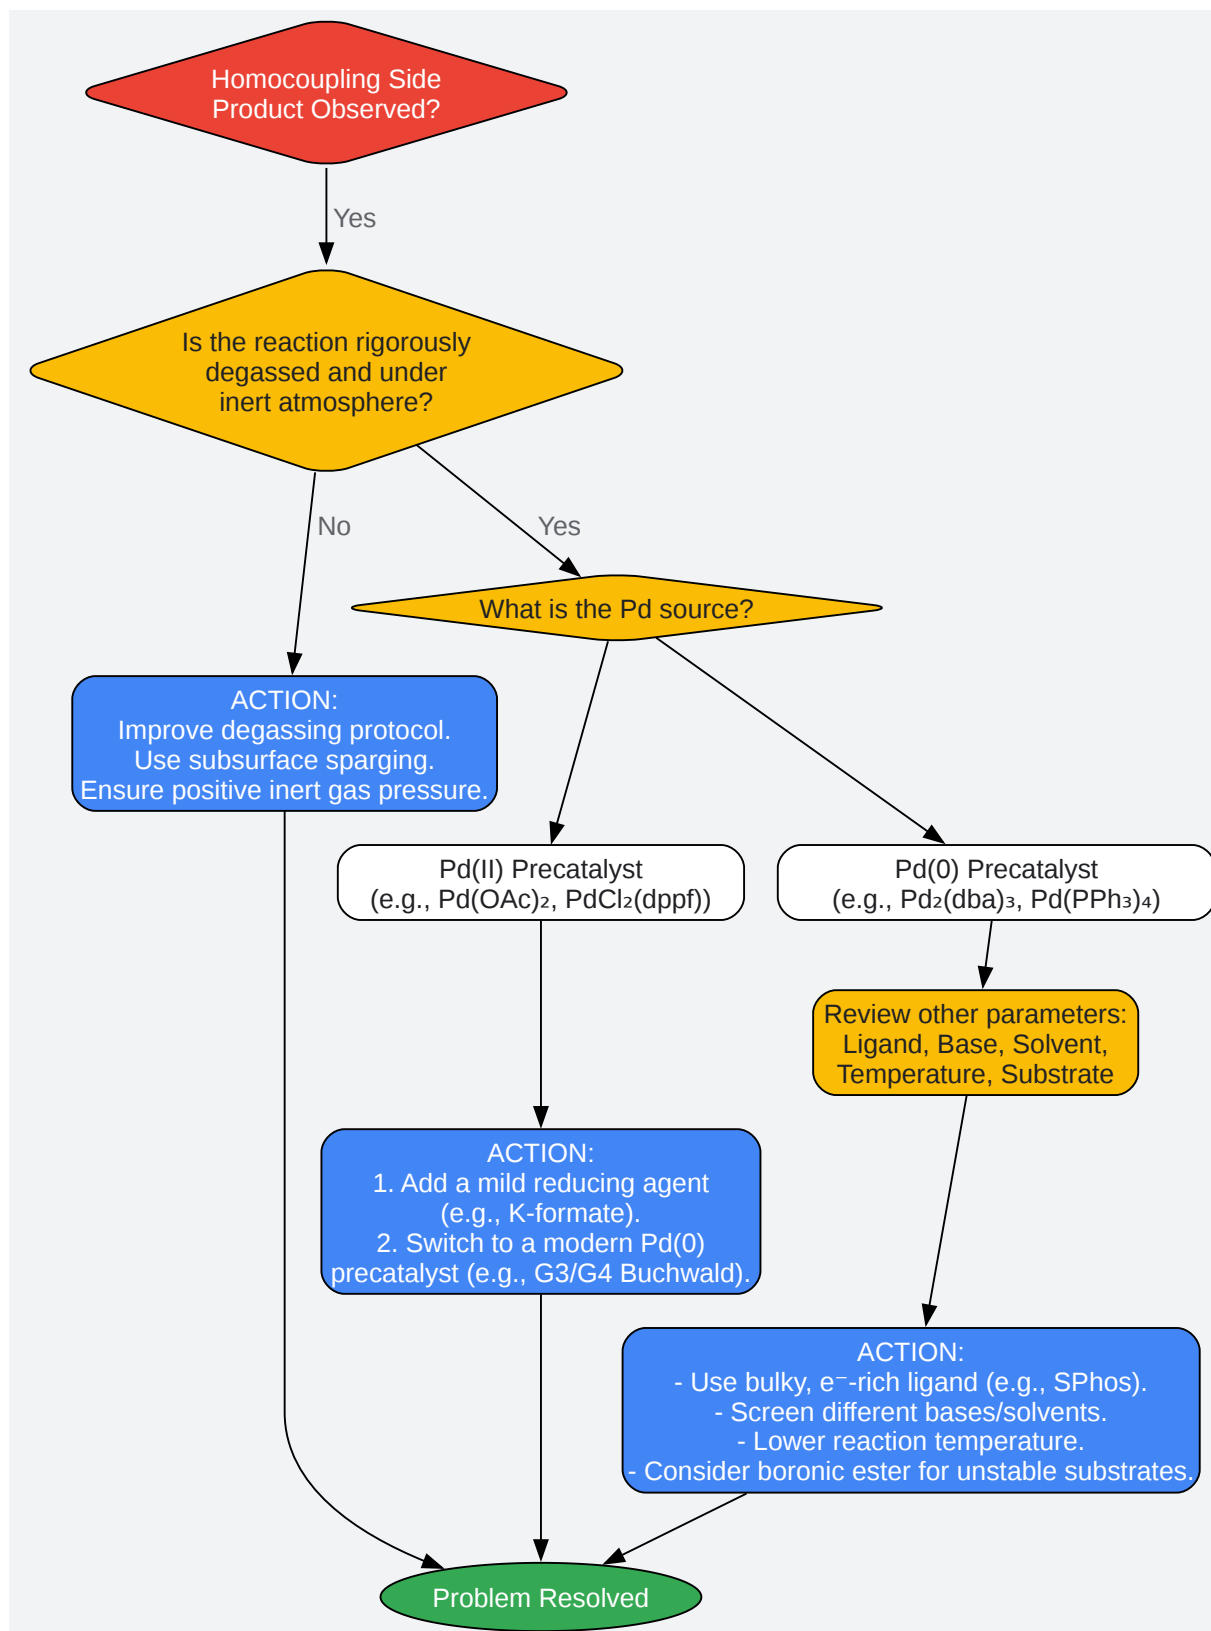 Homocoupling Side
Product Observed?
Yes
Is the reaction rigorously
degassed and under
inert atmosphere?
No
Yes
What is the Pd source?
ACTION:
Improve degassing protocol.
Use subsurface sparging.
Ensure positive inert gas pressure.
Pd(II) Precatalyst
(e.g., Pd(OAc)₂, PdCl₂(dppf))
Pd(0) Precatalyst
(e.g., Pd₂(dba)₃, Pd(PPh₃)₄)
Review other parameters:
Ligand, Base, Solvent,
Temperature, Substrate
ACTION:
1. Add a mild reducing agent
(e.g., K-formate).
2. Switch to a modern Pd(0)
precatalyst (e.g., G3/G4 Buchwald).
ACTION:
- Use bulky, e⁻-rich ligand (e.g., SPhos).
- Screen different bases/solvents.
- Lower reaction temperature.
- Consider boronic ester for unstable substrates.
Problem Resolved